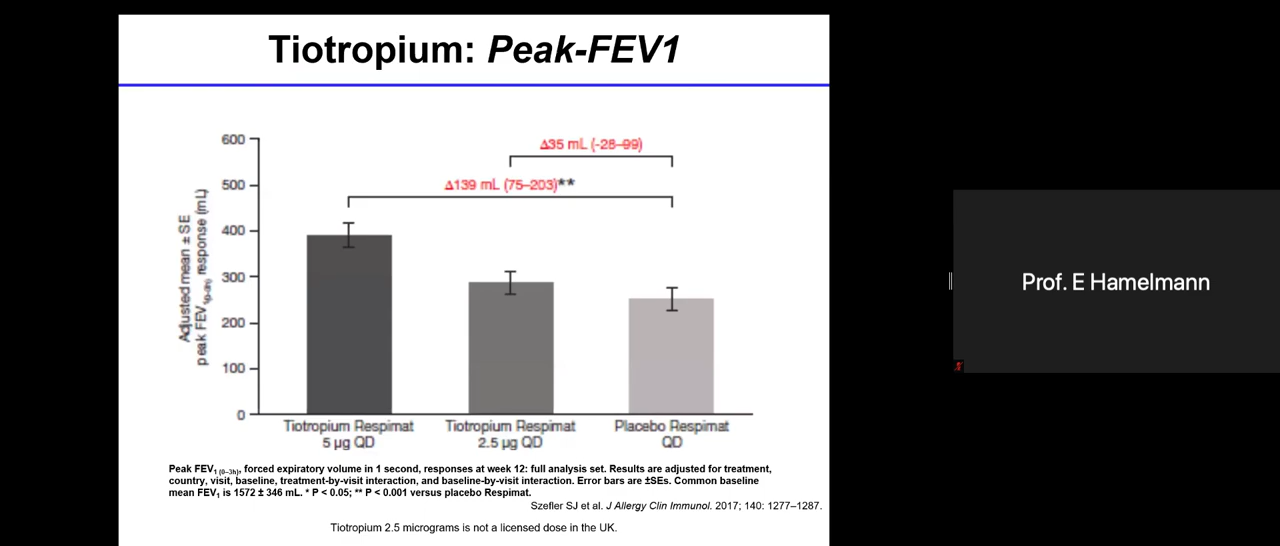 Tiotropium: Peak-FEV1
Δ35 mL (-28–99)
Δ139 mL (75–203)**
Adjusted mean ± SE
peak FEV1(0-3h) response (mL)
600
500
400
300
200
100
0
Tiotropium Respimat
5 µg QD
Tiotropium Respimat
2.5 µg QD
Placebo Respimat
QD
Peak FEV1 (0–3h), forced expiratory volume in 1 second, responses at week 12: full analysis set. Results are adjusted for treatment,
country, visit, baseline, treatment-by-visit interaction, and baseline-by-visit interaction. Error bars are ±SEs. Common baseline
mean FEV1 is 1572 ± 346 mL. * P < 0.05; ** P < 0.001 versus placebo Respimat.
Szefler SJ et al. J Allergy Clin Immunol. 2017; 140: 1277–1287.
Tiotropium 2.5 micrograms is not a licensed dose in the UK.
Prof. E Hamelmann